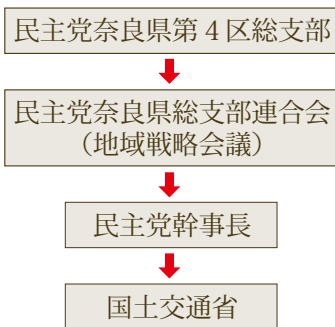 民主党奈良県第４区総支部
民主党奈良県総支部連合会
（地域戦略会議）
民主党幹事長
国土交通省